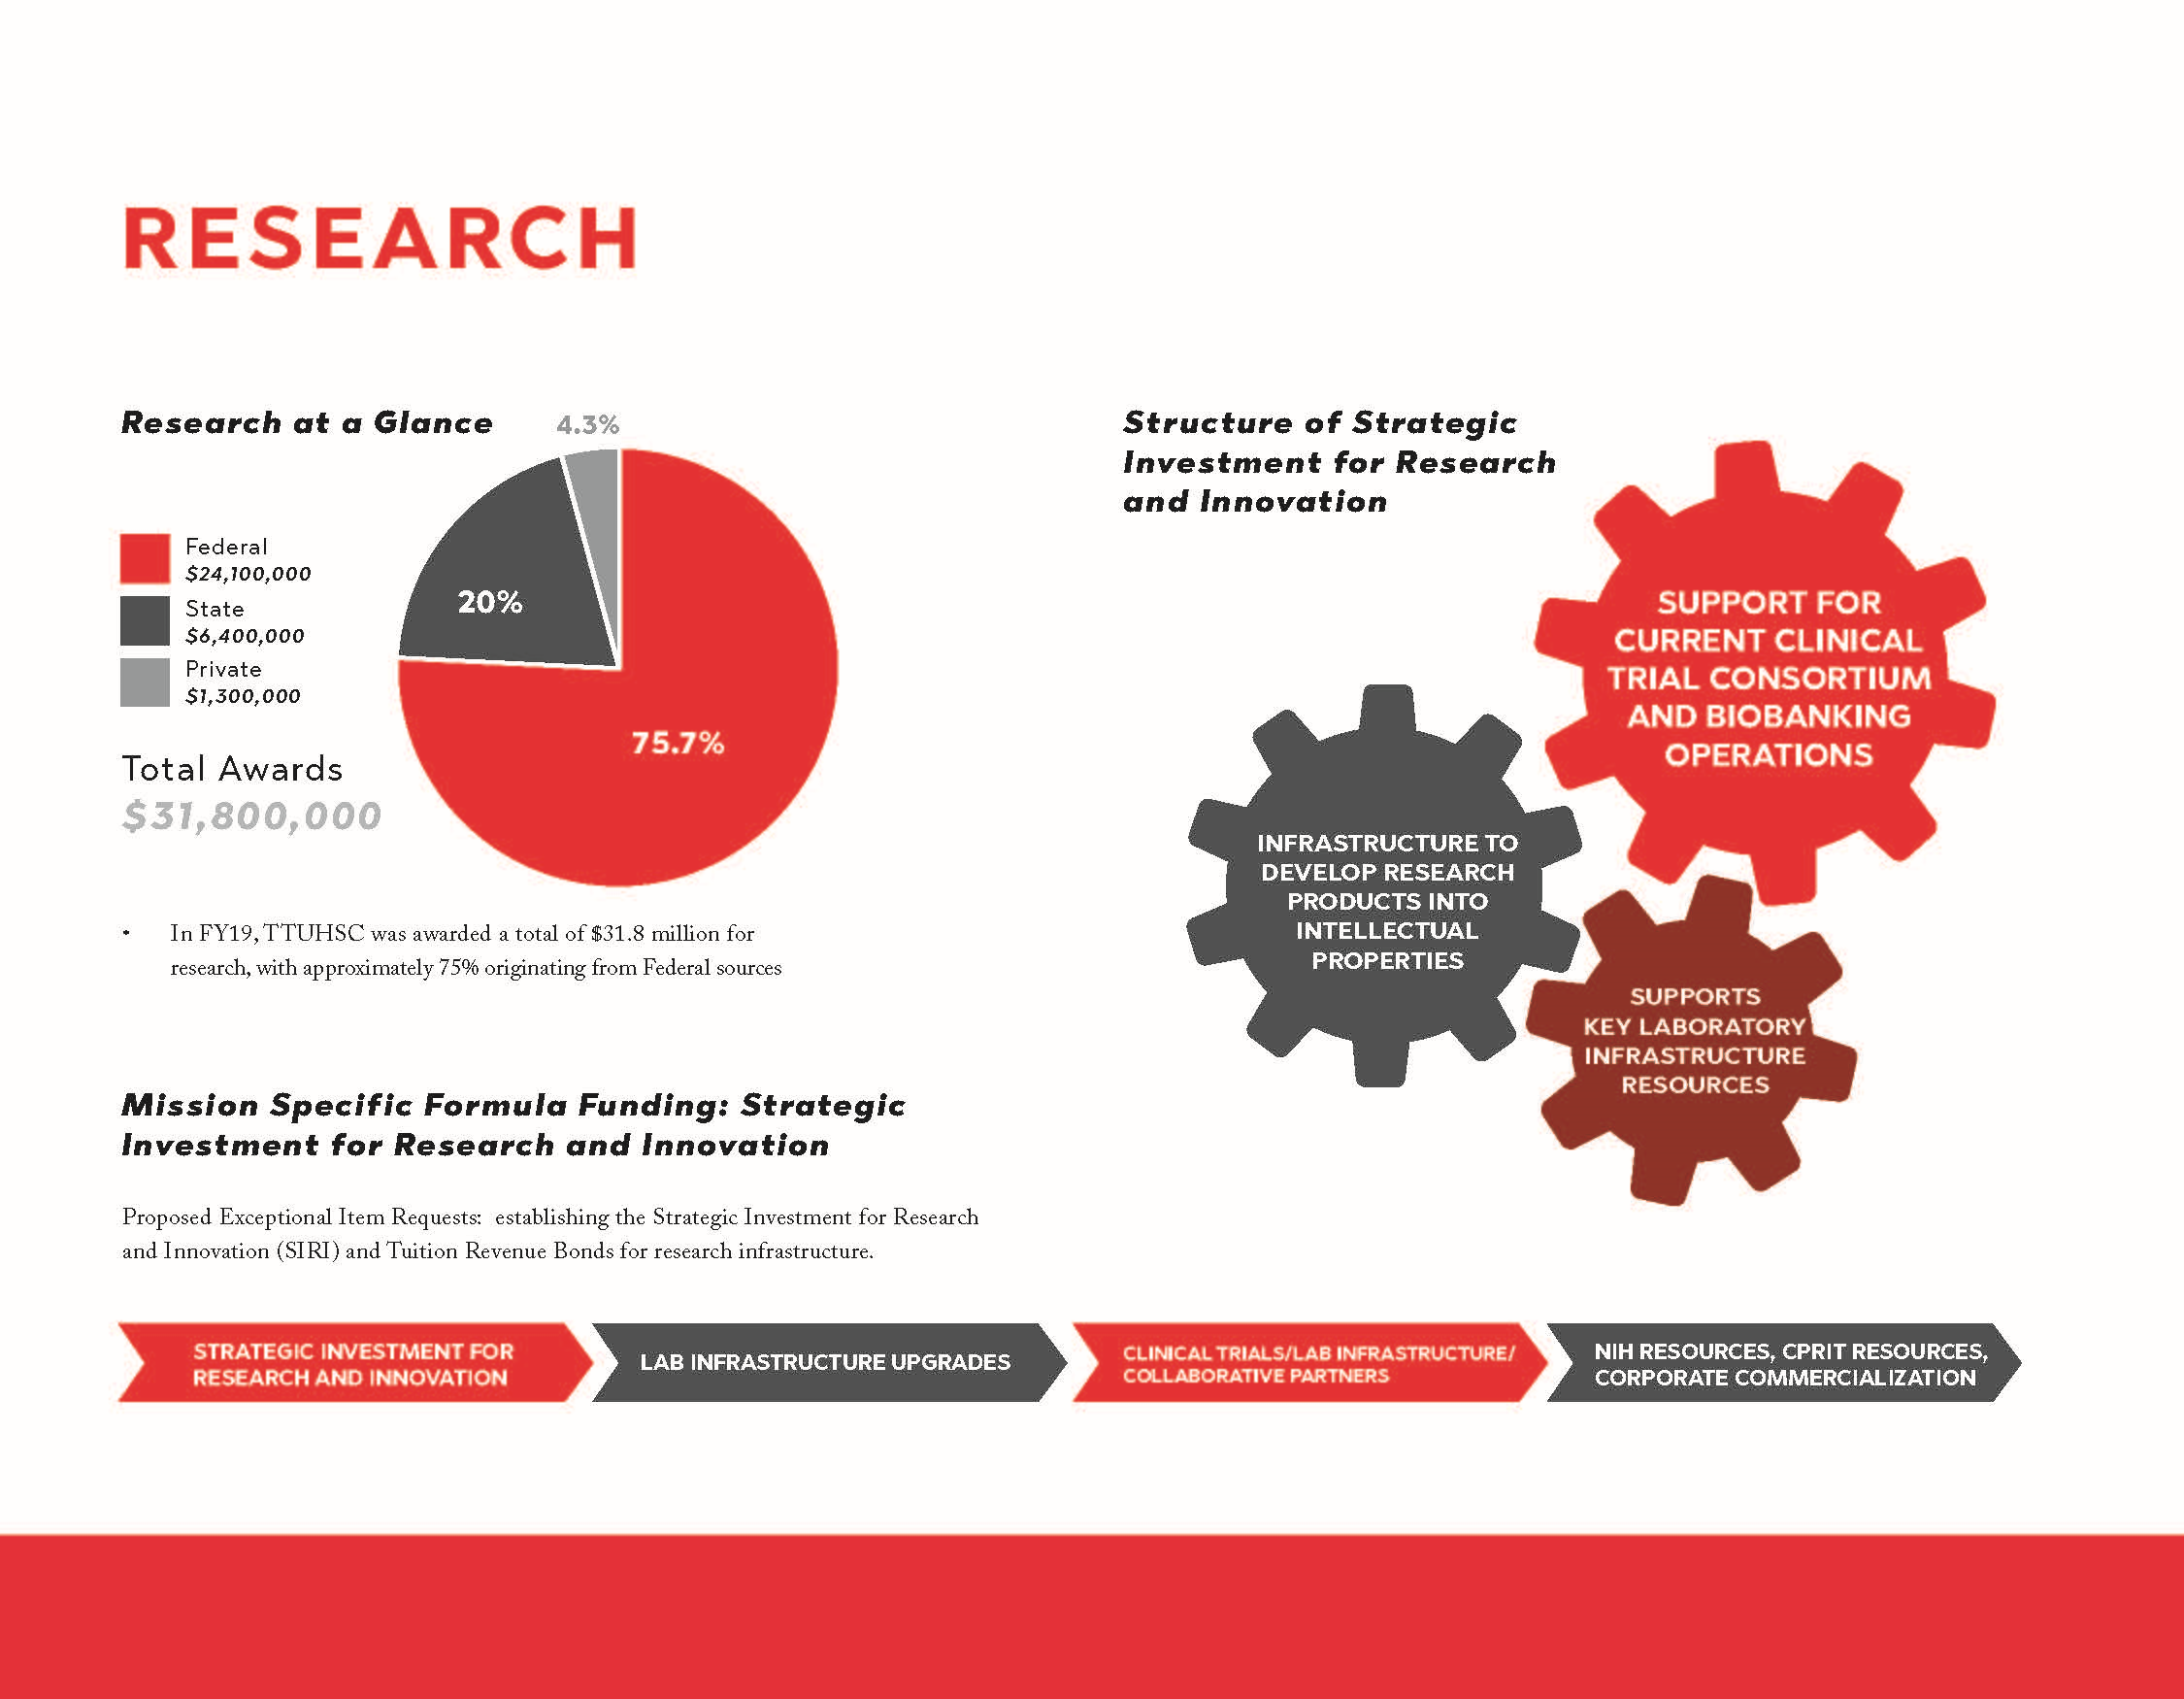 RESEARCH
Research at a Glance
4.3%
20%
75.7%
Federal
$24,100,000
State
$6,400,000
Private
$1,300,000
Total Awards
$31,800,000
• In FY19, TTUHSC was awarded a total of $31.8 million for
research, with approximately 75% originating from Federal sources
Mission Specific Formula Funding: Strategic
Investment for Research and Innovation
Proposed Exceptional Item Requests: establishing the Strategic Investment for Research
and Innovation (SIRI) and Tuition Revenue Bonds for research infrastructure.
Structure of Strategic
Investment for Research
and Innovation
SUPPORT FOR
CURRENT CLINICAL
TRIAL CONSORTIUM
AND BIOBANKING
OPERATIONS
INFRASTRUCTURE TO
DEVELOP RESEARCH
PRODUCTS INTO
INTELLECTUAL
PROPERTIES
SUPPORTS
KEY LABORATORY
INFRASTRUCTURE
RESOURCES
STRATEGIC INVESTMENT FOR
RESEARCH AND INNOVATION
LAB INFRASTRUCTURE UPGRADES
CLINICAL TRIALS/LAB INFRASTRUCTURE/
COLLABORATIVE PARTNERS
NIH RESOURCES, CPRIT RESOURCES,
CORPORATE COMMERCIALIZATION